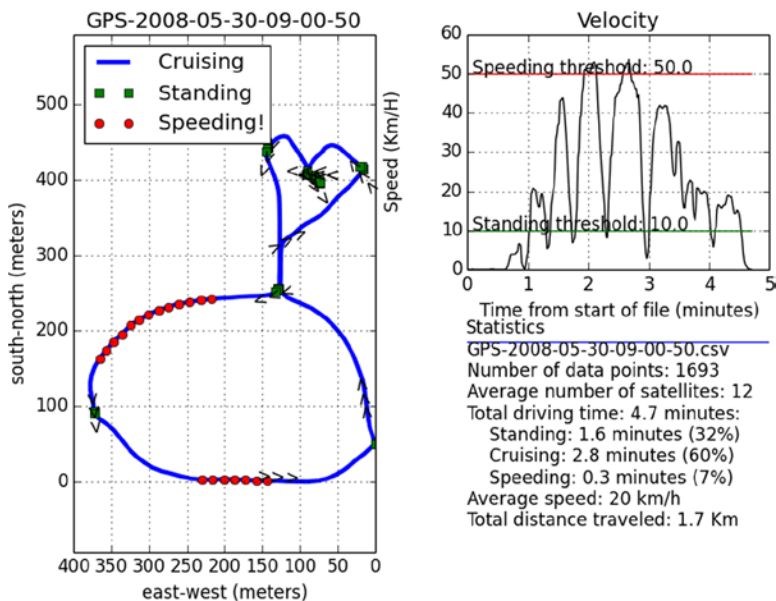 GPS-2008-05-30-09-00-50
Cruising
Standing
Speeding!
south-north (meters)
500
400
300
200
100
0
400 350 300 250 200 150 100 50 0
east-west (meters)
Velocity
Speed (Km/H)
60
50
40
30
20
10
0
Speeding threshold: 50.0
Standing threshold: 10.0
0 1 2 3 4 5
Time from start of file (minutes)
Statistics
GPS-2008-05-30-09-00-50.csv
Number of data points: 1693
Average number of satellites: 12
Total driving time: 4.7 minutes:
Standing: 1.6 minutes (32%)
Cruising: 2.8 minutes (60%)
Speeding: 0.3 minutes (7%)
Average speed: 20 km/h
Total distance traveled: 1.7 Km